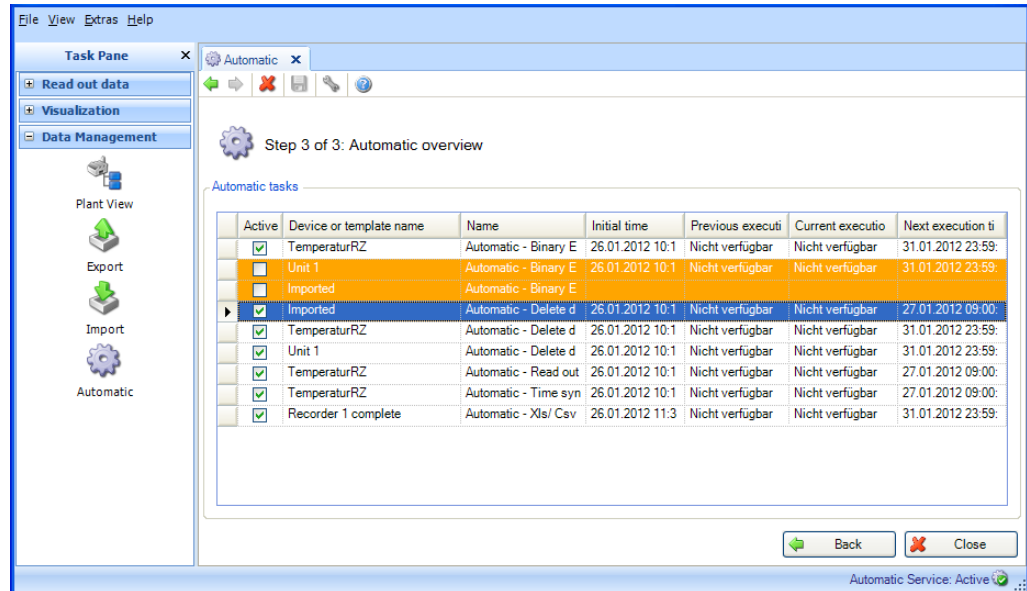 File View Extras Help
Task Pane
Automatic
Read out data
Visualization
Data Management
Plant View
Export
Import
Automatic
Step 3 of 3: Automatic overview
Automatic tasks
Active Device or template name Name Initial time Previous executi Current executio Next execution ti
TemperaturRZ Automatic - Binary E 26.01.2012 10:1 Nicht verfügbar Nicht verfügbar 31.01.2012 23:59:
Unit 1 Automatic - Binary E 26.01.2012 10:1 Nicht verfügbar Nicht verfügbar 31.01.2012 23:59:
Imported Automatic - Binary E
Imported Automatic - Delete d 26.01.2012 10:1 Nicht verfügbar Nicht verfügbar 27.01.2012 09:00:
TemperaturRZ Automatic - Delete d 26.01.2012 10:1 Nicht verfügbar Nicht verfügbar 31.01.2012 23:59:
Unit 1 Automatic - Delete d 26.01.2012 10:1 Nicht verfügbar Nicht verfügbar 31.01.2012 23:59:
TemperaturRZ Automatic - Read out 26.01.2012 10:1 Nicht verfügbar Nicht verfügbar 27.01.2012 09:00:
TemperaturRZ Automatic - Time syn 26.01.2012 10:1 Nicht verfügbar Nicht verfügbar 27.01.2012 09:00:
Recorder 1 complete Automatic - Xls/ Csv 26.01.2012 11:3 Nicht verfügbar Nicht verfügbar 31.01.2012 23:59:
Back Close
Automatic Service: Active